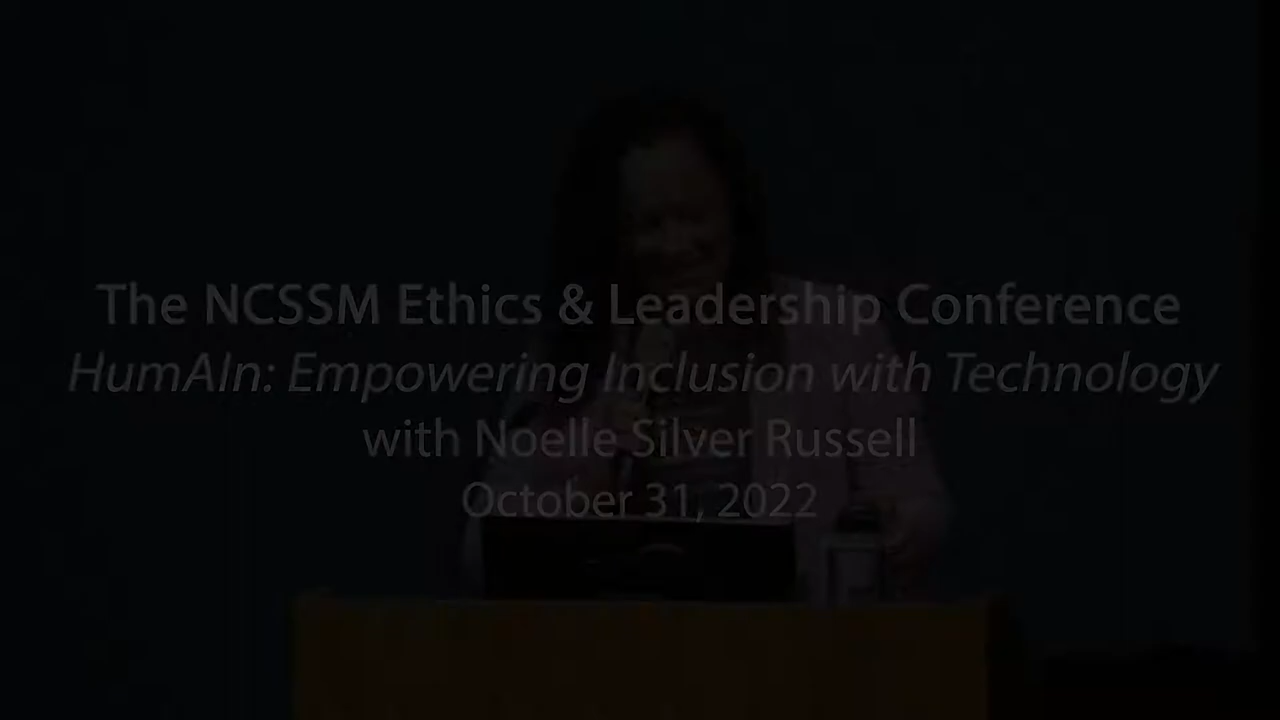 The NCSSM Ethics & Leadership Conference
HumAIn: Empowering Inclusion with Technology
with Noelle Silver Russell
October 31, 2022